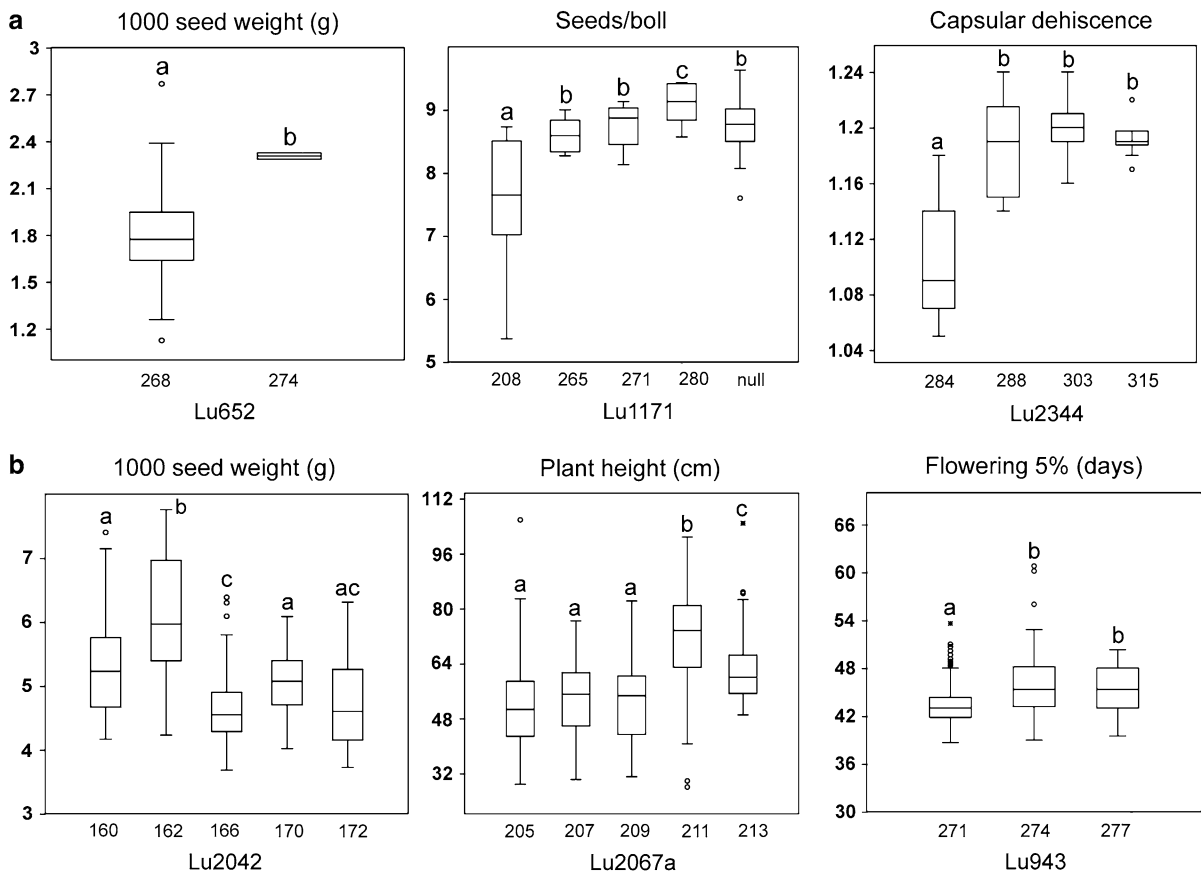 a
1000 seed weight (g)
Seeds/boll
Capsular dehiscence
3
2.7
2.4
2.1
1.8
1.5
1.2
a
b
268
274
Lu652
9
8
7
6
5
a
b
b
c
b
208
265
271
280
null
Lu1171
1.24
1.2
1.16
1.12
1.08
1.04
a
b
b
b
284
288
303
315
Lu2344
b
1000 seed weight (g)
Plant height (cm)
Flowering 5% (days)
7
6
5
4
3
a
b
c
a
ac
160
162
166
170
172
Lu2042
112
96
80
64
48
32
a
a
a
b
c
205
207
209
211
213
Lu2067a
66
60
54
48
42
36
30
a
b
b
271
274
277
Lu943